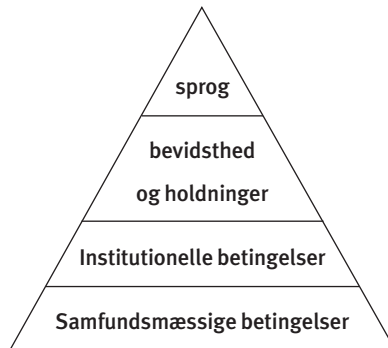 sprog
bevidsthed
og holdninger
Institutionelle betingelser
Samfundsmæssige betingelser